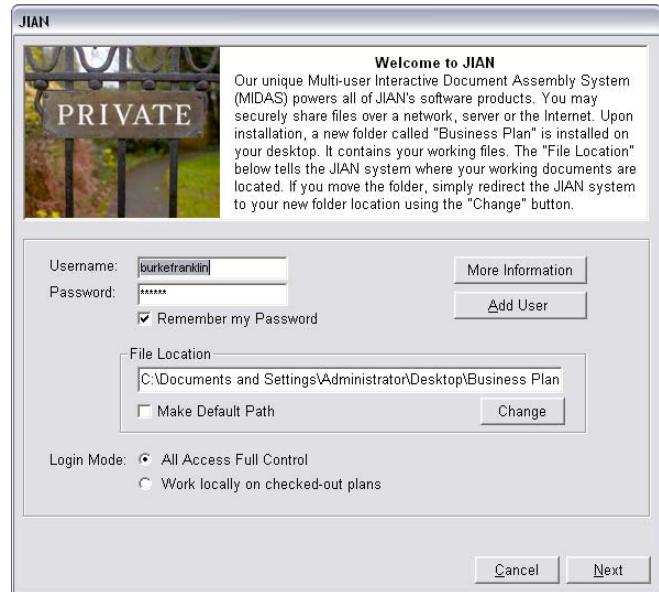 JIAN
PRIVATE
Welcome to JIAN
Our unique Multi-user Interactive Document Assembly System
(MIDAS) powers all of JIAN's software products. You may
securely share files over a network, server or the Internet. Upon
installation, a new folder called "Business Plan" is installed on
your desktop. It contains your working files. The "File Location"
below tells the JIAN system where your working documents are
located. If you move the folder, simply redirect the JIAN system
to your new folder location using the "Change" button.
Username: burkefranklin
More Information
Password: ******
Add User
Remember my Password
File Location
C:\Documents and Settings\Administrator\Desktop\Business Plan
Make Default Path
Change
Login Mode: All Access Full Control
Work locally on checked-out plans
Cancel Next